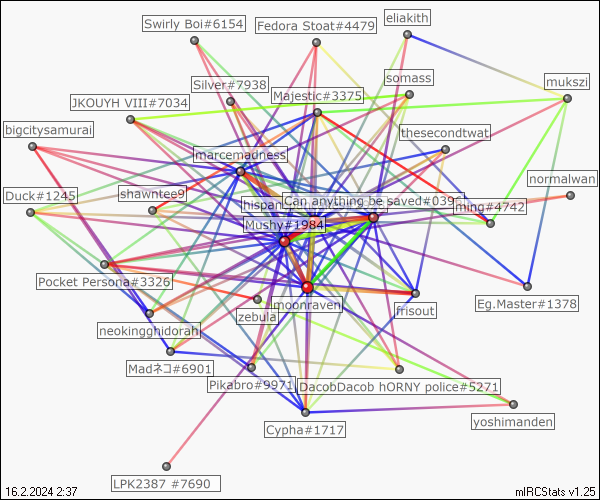 Swirly Boi#6154
Fedora Stoat#4479
eliakith
Silver#7938
somass
mukszi
JKOUYH VIII#7034
Majestic#3375
bigcitysamurai
thesecondtwat
marcemadness
normalwan
Duck#1245
shawntee9
Can anything be saved#039
ming#4742
Mushy#1984
Pocket Persona#3326
moonraven
Eg.Master#1378
neokingghidorah
zebula
frisout
Madネコ#6901
Pikabro#9971
DacobDacob hORNY police#5271
Cypha#1717
yoshimanden
LPK2387 #7690
16.2.2024 2:37
mIRCStats v1.25